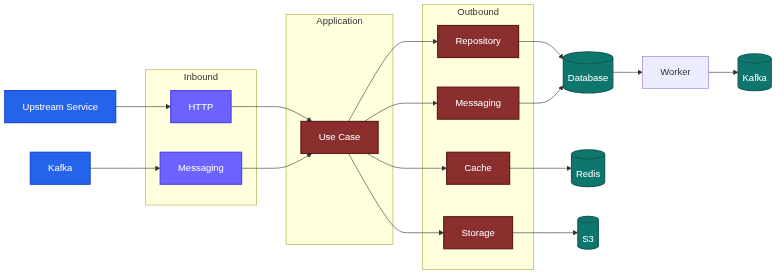 Inbound
Application
Outbound
Upstream Service
HTTP
Kafka
Messaging
Use Case
Repository
Messaging
Cache
Storage
Database
Worker
Kafka
Redis
S3